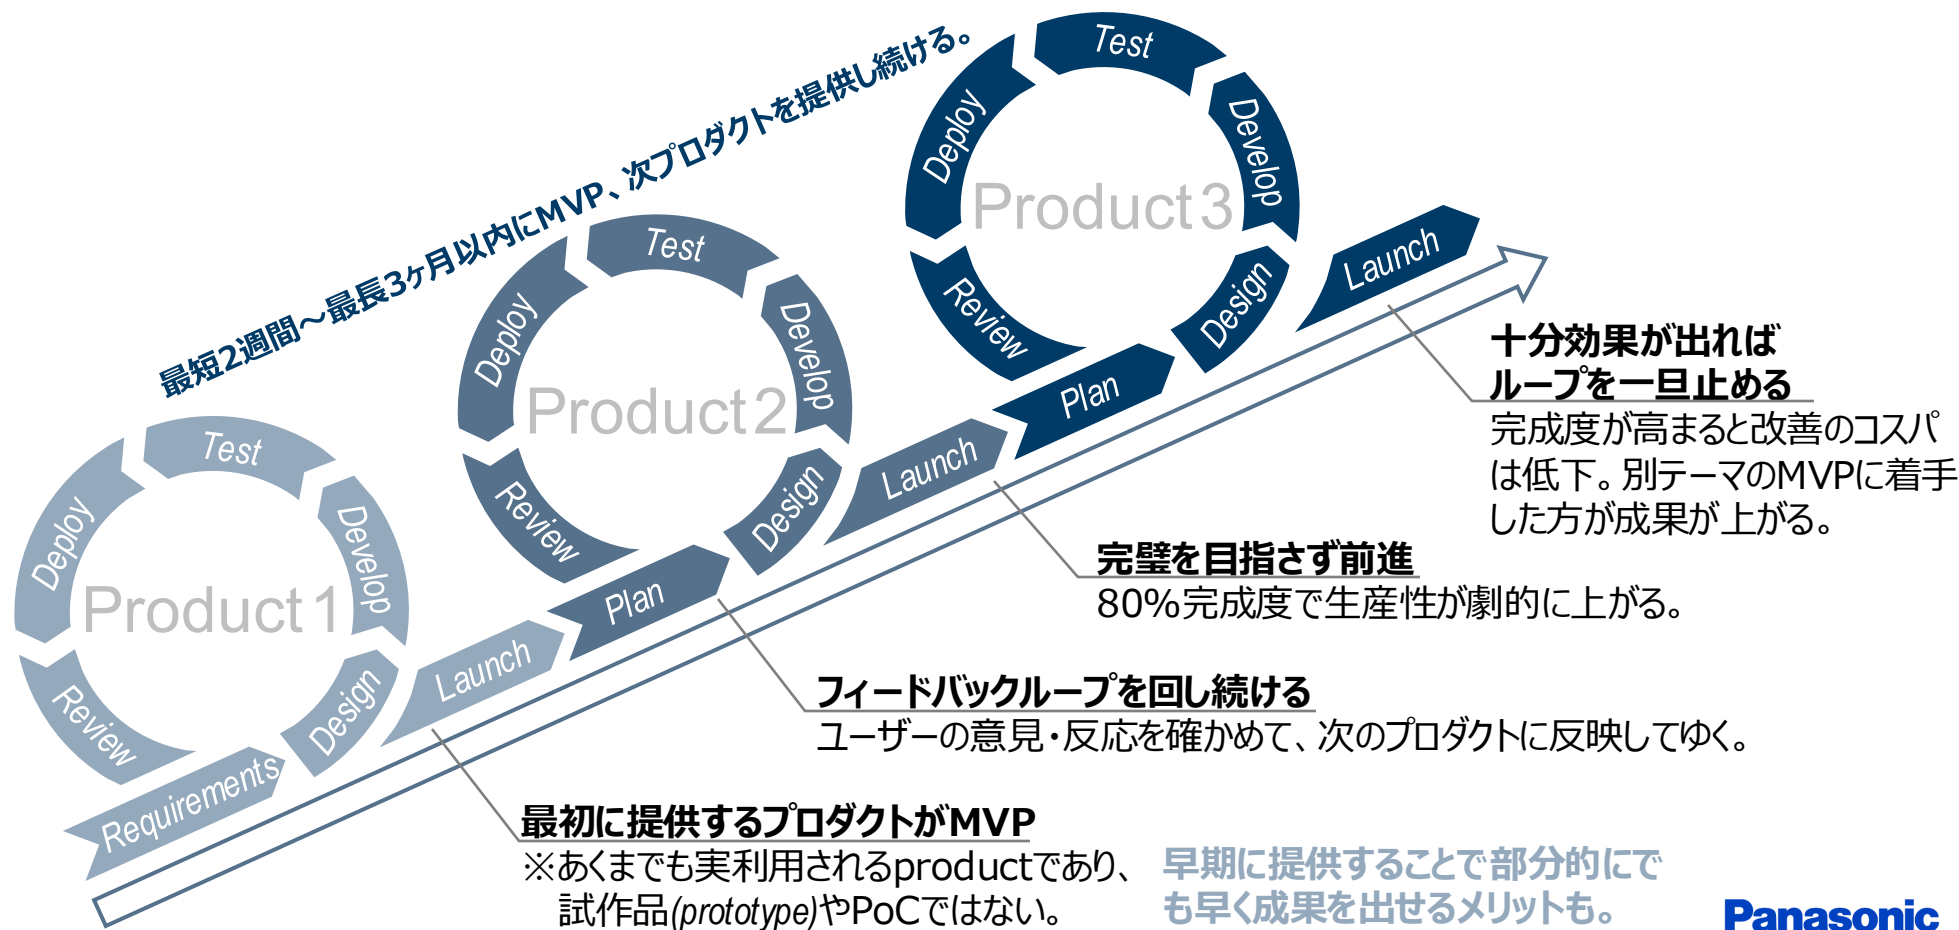 最短2週間～最長3ヶ月以内にMVP、次プロダクトを提供し続ける。
Product 1
Requirements
Design
Develop
Test
Deploy
Review
Launch
Product 2
Plan
Design
Develop
Test
Deploy
Review
Launch
Product 3
Plan
Design
Develop
Test
Deploy
Review
Launch
十分効果が出れば
ループを一旦止める
完成度が高まると改善のコスパ
は低下。別テーマのMVPに着手
した方が成果が上がる。
完璧を目指さず前進
80%完成度で生産性が劇的に上がる。
フィードバックループを回し続ける
ユーザーの意見・反応を確かめて、次のプロダクトに反映してゆく。
最初に提供するプロダクトがMVP
※あくまでも実利用されるproductであり、
試作品(prototype)やPoCではない。
早期に提供することで部分的にで
も早く成果を出せるメリットも。
Panasonic